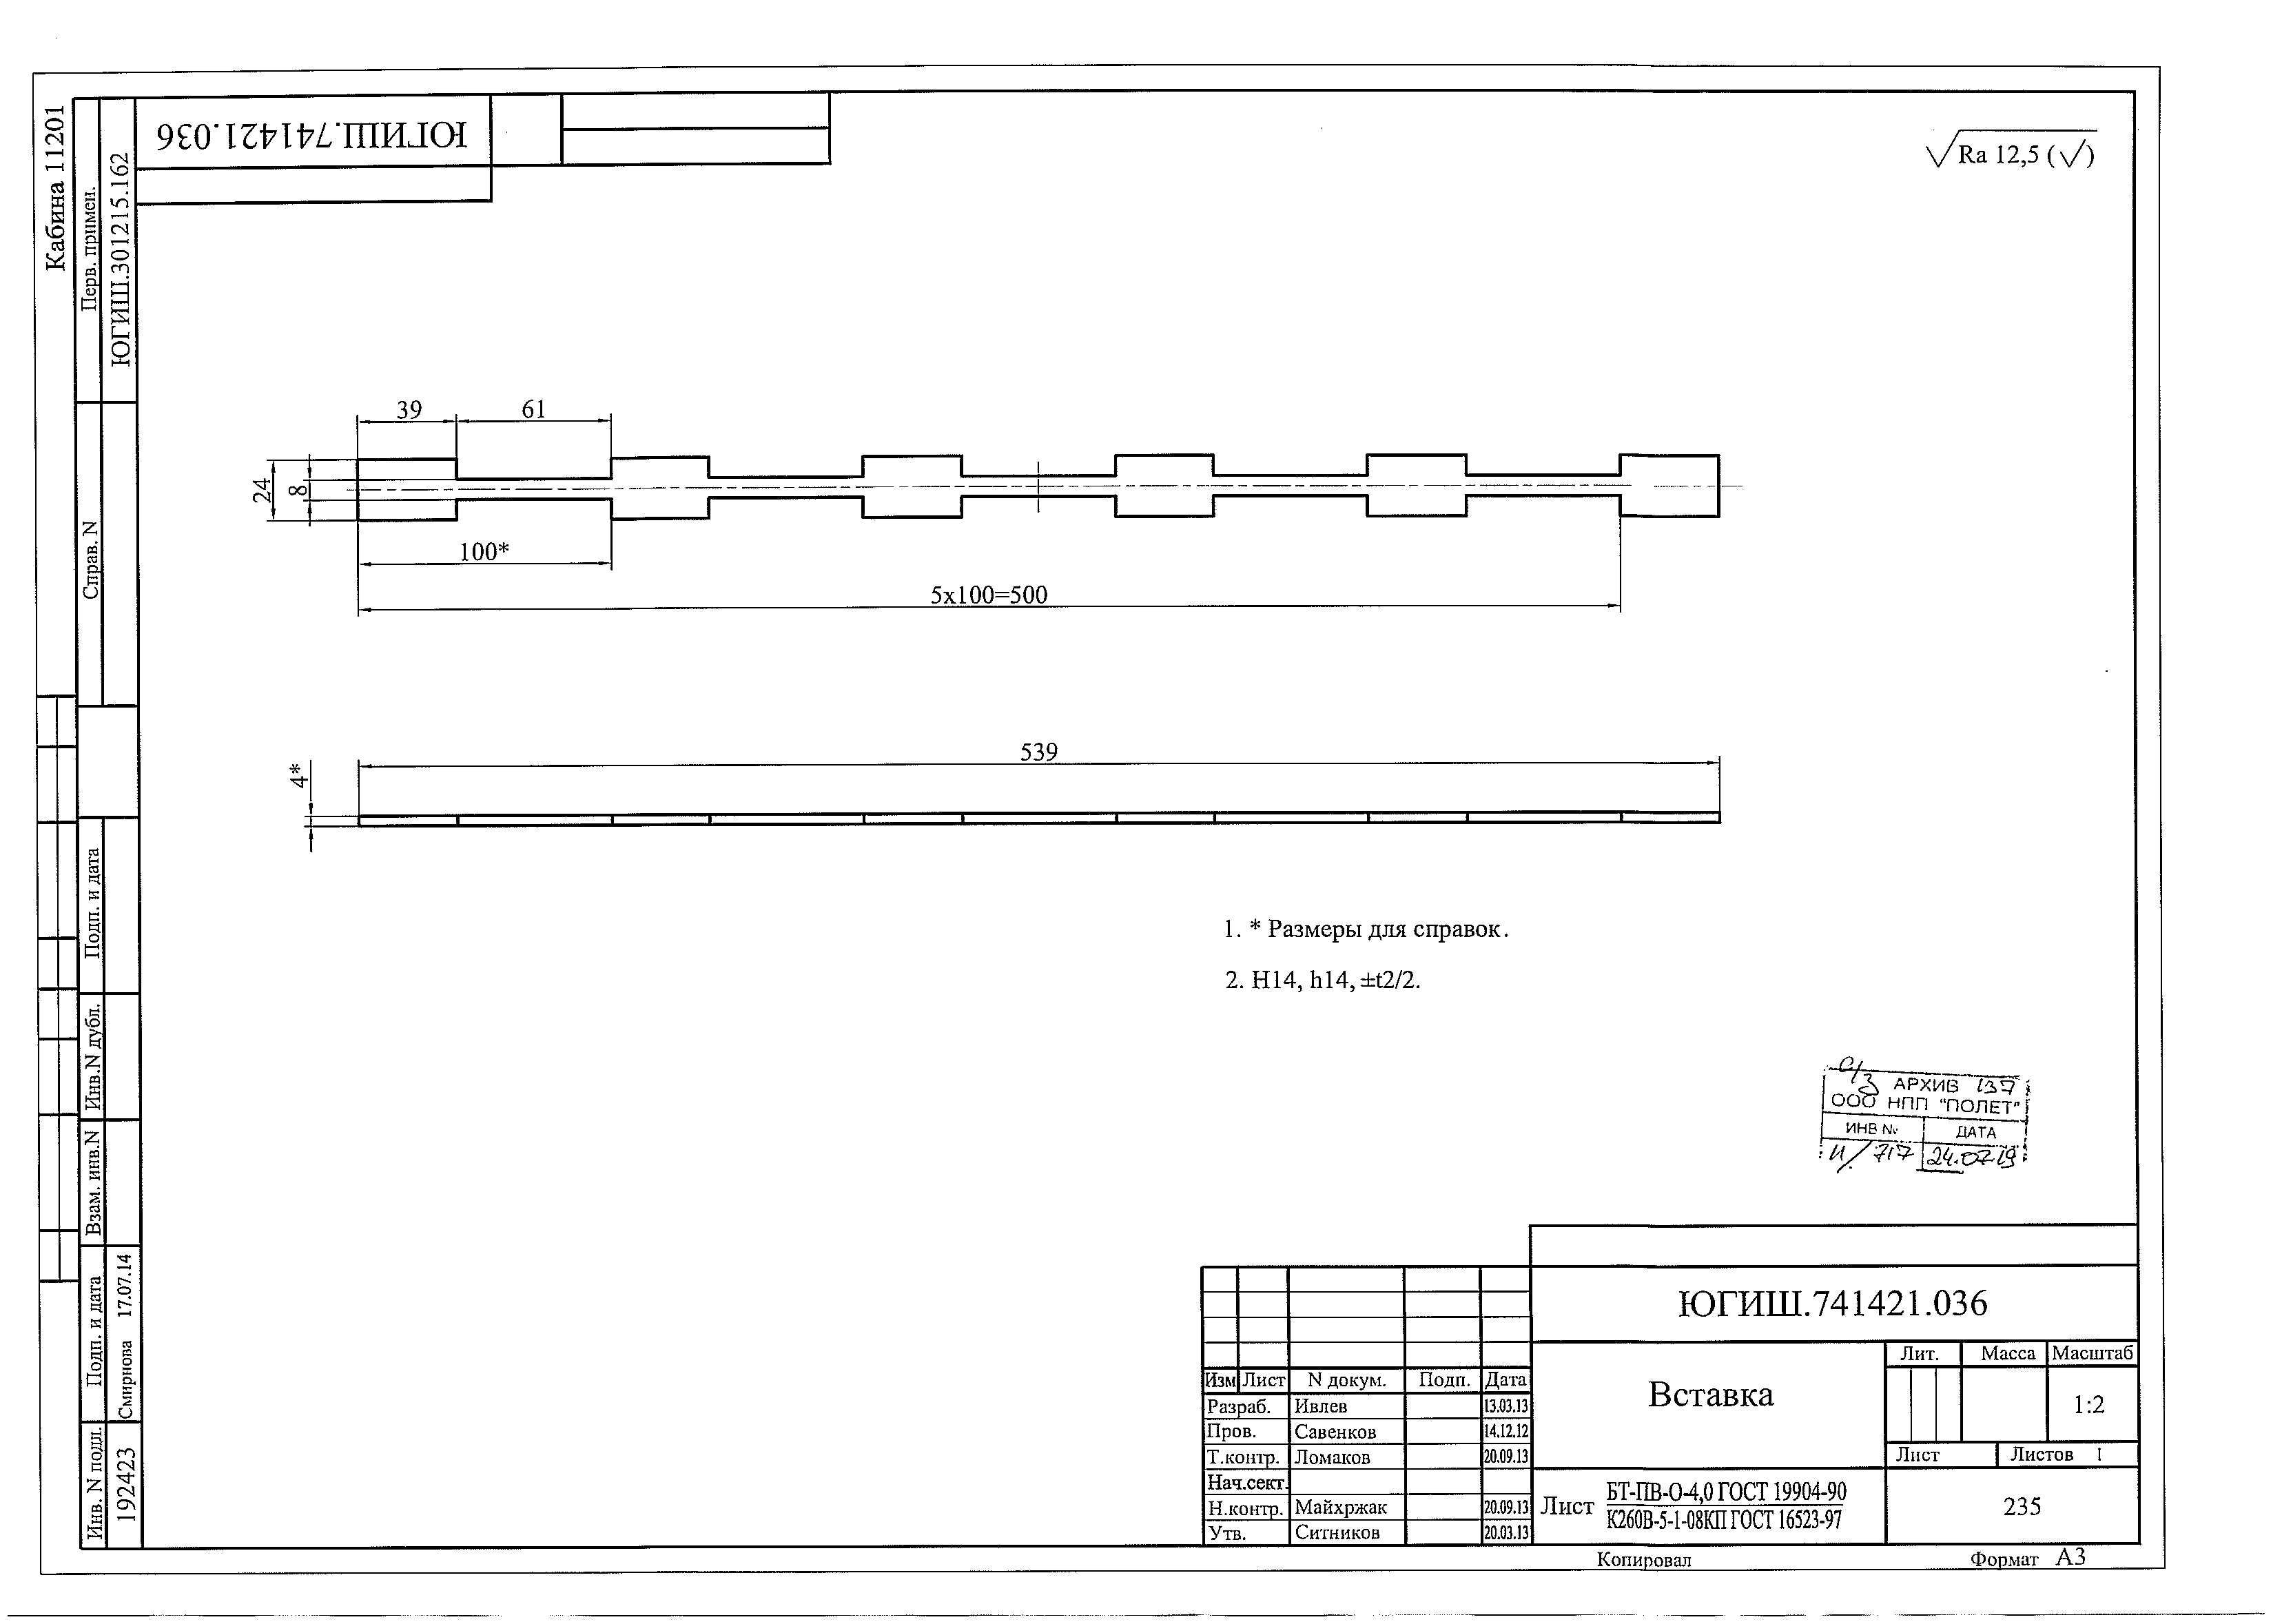 Кабина 11201
Перв. примен.
ЮГИШ.301215.162
Справ. N
Подп. и дата
Инв.N дубл.
Взам. инв.N
Подп. и дата
Смирнова 17.07.14
Инв. N подл.
192423
ЮГИШ.741421.036
Ra 12,5 (√)
39
61
24
8
100*
5x100=500
539
4*
1. * Размеры для справок.
2. H14, h14, ±t2/2.
АРХИВ 137
ООО НПП "ПОЛЕТ"
ИНВ № ДАТА
И/717 24.07.19
ЮГИШ.741421.036
Вставка
Лит. Масса Масштаб
1:2
Лист Листов 1
Изм Лист N докум. Подп. Дата
Разраб. Ивлев 13.03.13
Пров. Савенков 14.12.12
Т.контр. Ломаков 20.09.13
Нач.сект.
Н.контр. Майхржак 20.09.13
Утв. Ситников 20.03.13
Лист БТ-ПВ-О-4,0 ГОСТ 19904-90
К260В-5-1-08КП ГОСТ 16523-97
235
Копировал Формат А3